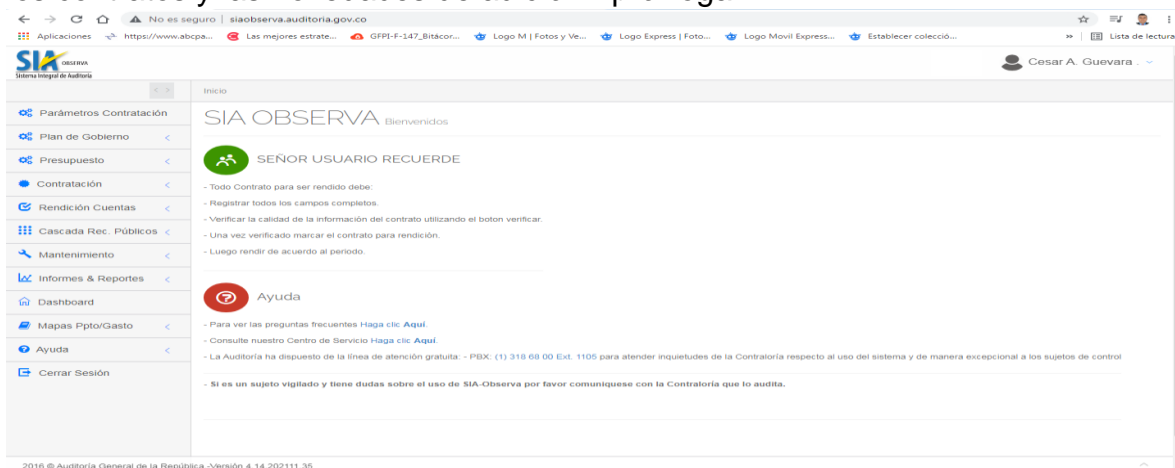 No es seguro | siaobserva.auditoria.gov.co
Aplicaciones https://www.abcpa... Las mejores estrate... GFPI-F-147_Bitácor... Logo M | Fotos y Ve... Logo Express | Foto... Logo Movil Express... Establecer colecció... » Lista de lectura
SIA OBSERVA
Sistema Integral de Auditoría
Cesar A. Guevara .
Inicio
Parámetros Contratación
Plan de Gobierno
Presupuesto
Contratación
Rendición Cuentas
Cascada Rec. Públicos
Mantenimiento
Informes & Reportes
Dashboard
Mapas Ppto/Gasto
Ayuda
Cerrar Sesión
SIA OBSERVA Bienvenidos
SEÑOR USUARIO RECUERDE
- Todo Contrato para ser rendido debe:
- Registrar todos los campos completos.
- Verificar la calidad de la información del contrato utilizando el boton verificar.
- Una vez verificado marcar el contrato para rendición.
- Luego rendir de acuerdo al periodo.
Ayuda
- Para ver las preguntas frecuentes Haga clic Aquí.
- Consulte nuestro Centro de Servicio Haga clic Aquí.
- La Auditoría ha dispuesto de la línea de atención gratuita: - PBX: (1) 318 68 00 Ext. 1105 para atender inquietudes de la Contraloría respecto al uso del sistema y de manera excepcional a los sujetos de control
- Si es un sujeto vigilado y tiene dudas sobre el uso de SIA-Observa por favor comuniquese con la Contraloría que lo audita.
2016 © Auditoría General de la República -Versión 4.14.202111.35